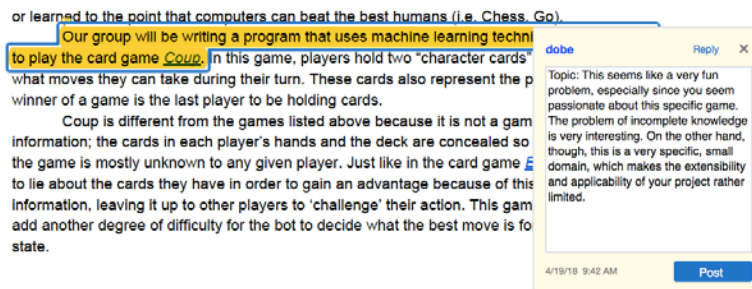 or learned to the point that computers can beat the best humans (i.e. Chess, Go).
Our group will be writing a program that uses machine learning techni
to play the card game Coup. In this game, players hold two "character cards"
what moves they can take during their turn. These cards also represent the p
winner of a game is the last player to be holding cards.
Coup is different from the games listed above because it is not a gam
information; the cards in each player's hands and the deck are concealed so
the game is mostly unknown to any given player. Just like in the card game
to lie about the cards they have in order to gain an advantage because of this
information, leaving it up to other players to 'challenge' their action. This gam
add another degree of difficulty for the bot to decide what the best move is fo
state.
dobe
Reply X
Topic: This seems like a very fun
problem, especially since you seem
passionate about this specific game.
The problem of incomplete knowledge
is very interesting. On the other hand,
though, this is a very specific, small
domain, which makes the extensibility
and applicability of your project rather
limited.
4/19/18 9:42 AM
Post